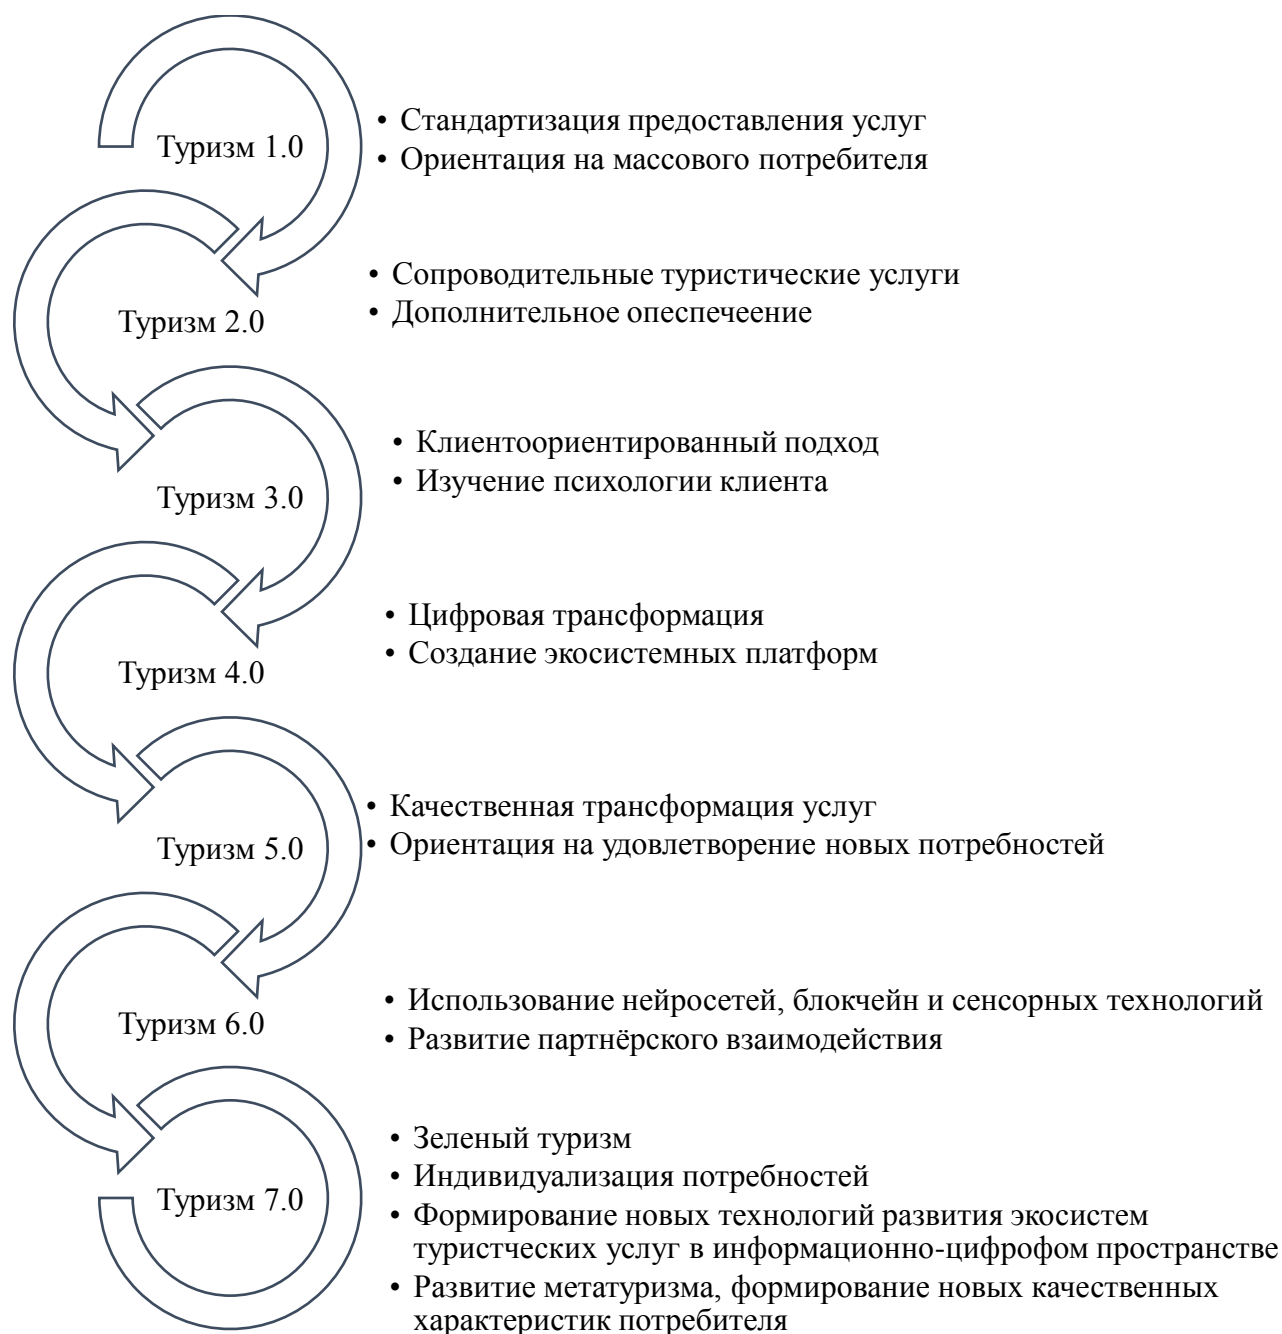 Туризм 1.0
• Стандартизация предоставления услуг
• Ориентация на массового потребителя
Туризм 2.0
• Сопроводительные туристические услуги
• Дополнительное опеспечеение
Туризм 3.0
• Клиентоориентированный подход
• Изучение психологии клиента
Туризм 4.0
• Цифровая трансформация
• Создание экосистемных платформ
Туризм 5.0
• Качественная трансформация услуг
• Ориентация на удовлетворение новых потребностей
Туризм 6.0
• Использование нейросетей, блокчейн и сенсорных технологий
• Развитие партнёрского взаимодействия
Туризм 7.0
• Зеленый туризм
• Индивидуализация потребностей
• Формирование новых технологий развития экосистем
туристческих услуг в информационно-цифрофом пространстве
• Развитие метатуризма, формирование новых качественных
характеристик потребителя